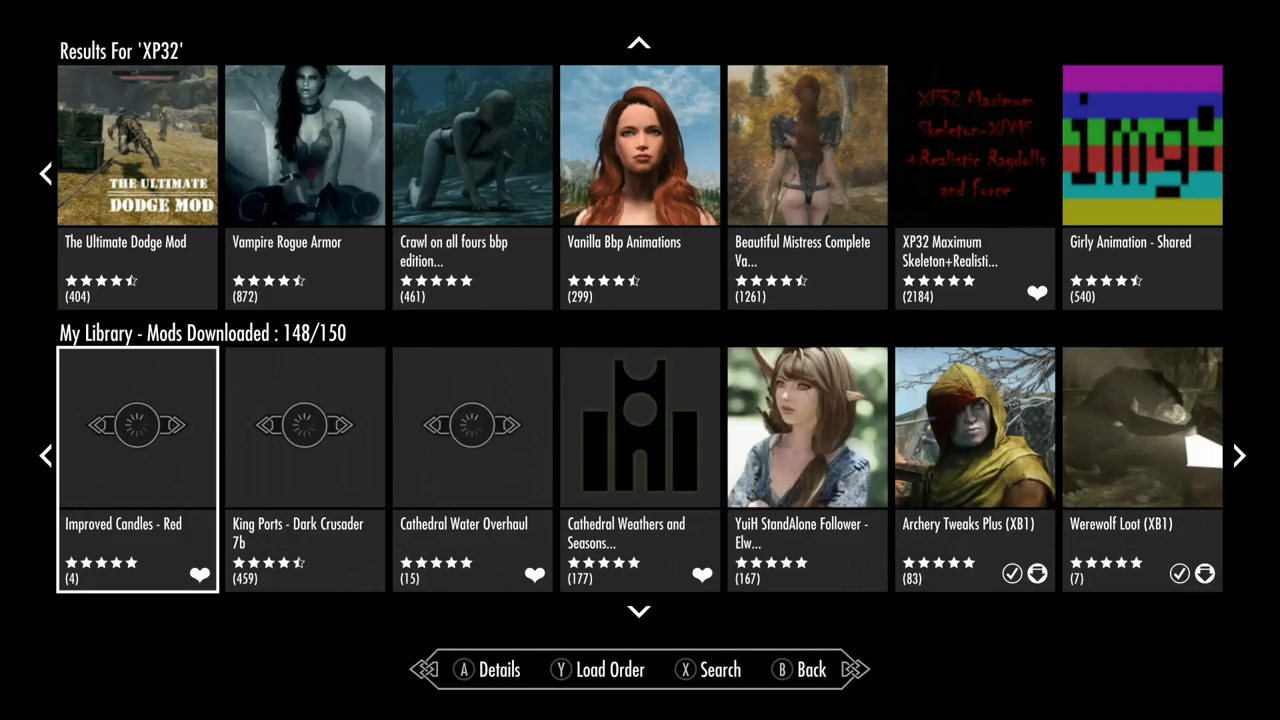 Results For 'XP32'
THE ULTIMATE
DODGE MOD
XP32 Maximum
Skeleton-XPMS
+Realistic Ragdolls
and Force
The Ultimate Dodge Mod
(404)
Vampire Rogue Armor
(872)
Crawl on all fours bbp
edition...
(461)
Vanilla Bbp Animations
(299)
Beautiful Mistress Complete
Va...
(1261)
XP32 Maximum
Skeleton+Realisti...
(2184)
Girly Animation - Shared
(540)
My Library - Mods Downloaded : 148/150
Improved Candles - Red
(4)
King Ports - Dark Crusader
7b
(459)
Cathedral Water Overhaul
(15)
Cathedral Weathers and
Seasons...
(177)
YuiH StandAlone Follower -
Elw...
(167)
Archery Tweaks Plus (XB1)
(83)
Werewolf Loot (XB1)
(7)
A Details Y Load Order X Search B Back